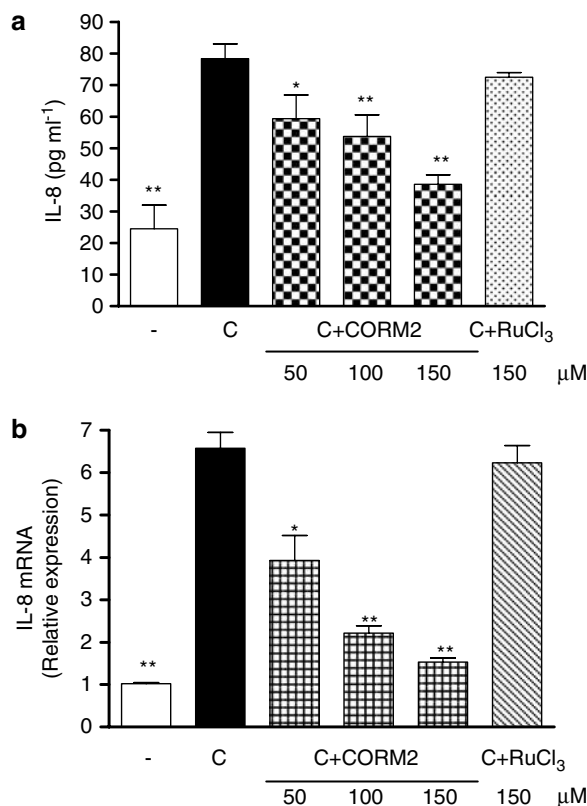 a
IL-8 (pg ml⁻¹)
90
80
70
60
50
40
30
20
10
0
**
*
**
**
- C C+CORM2 C+RuCl₃
50 100 150 150 µM
b
IL-8 mRNA
(Relative expression)
7
6
5
4
3
2
1
0
**
*
**
**
- C C+CORM2 C+RuCl₃
50 100 150 150 µM